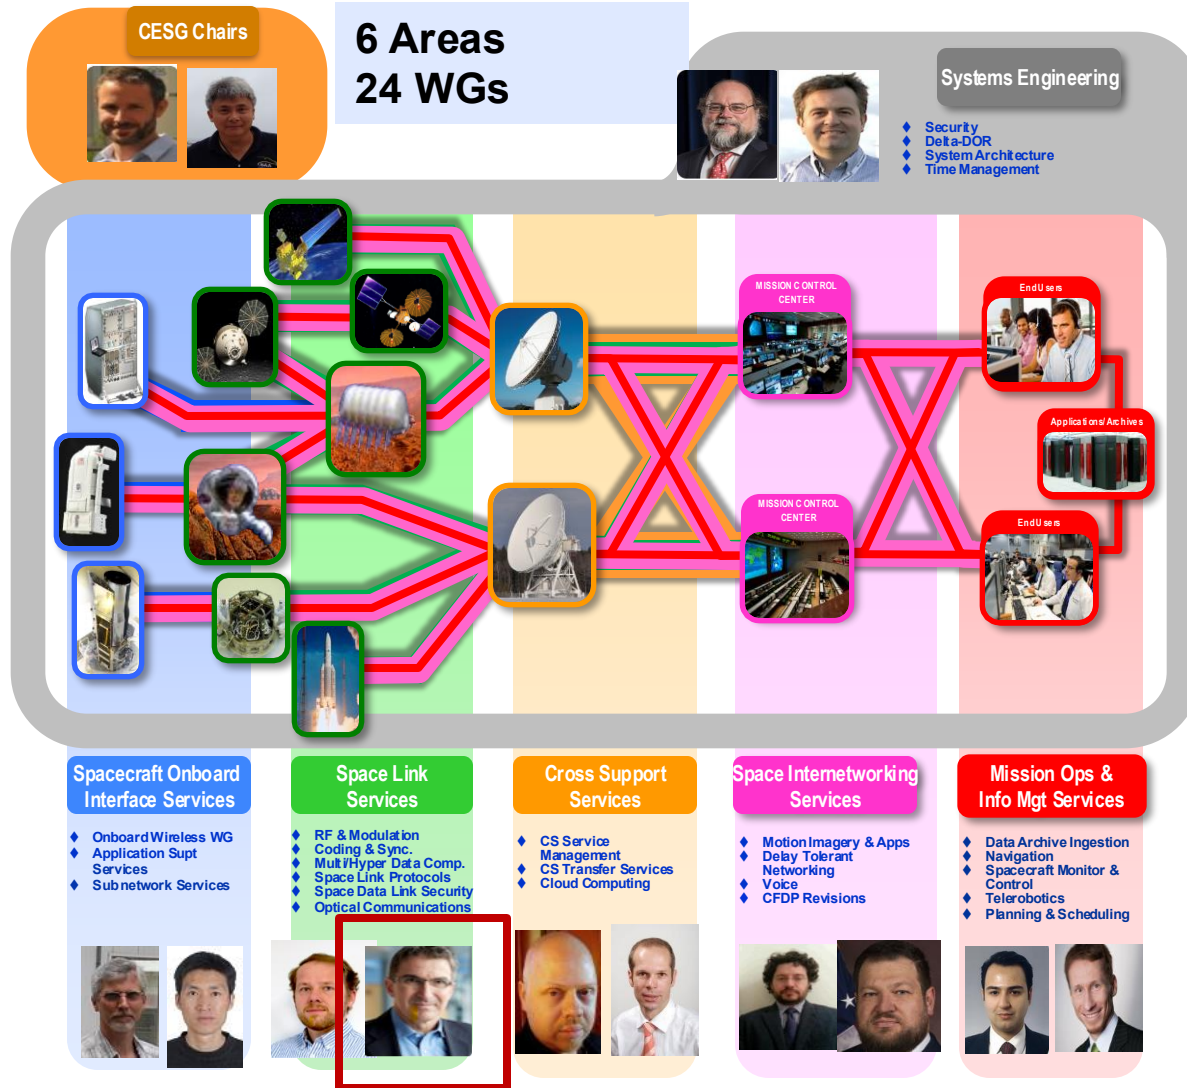 CESG Chairs
6 Areas
24 WGs
Systems Engineering
Security
Delta-DOR
System Architecture
Time Management
MISSION CONTROL
CENTER
End Users
Applications/Archives
MISSION CONTROL
CENTER
End Users
Spacecraft Onboard
Interface Services
Onboard Wireless WG
Application Supt
Services
Subnetwork Services
Space Link
Services
RF & Modulation
Coding & Sync.
Multi/Hyper Data Comp.
Space Link Protocols
Space Data Link Security
Optical Communications
Cross Support
Services
CS Service
Management
CS Transfer Services
Cloud Computing
Space Internetworking
Services
Motion Imagery & Apps
Delay Tolerant
Networking
Voice
CFDP Revisions
Mission Ops &
Info Mgt Services
Data Archive Ingestion
Navigation
Spacecraft Monitor &
Control
Telerobotics
Planning & Scheduling